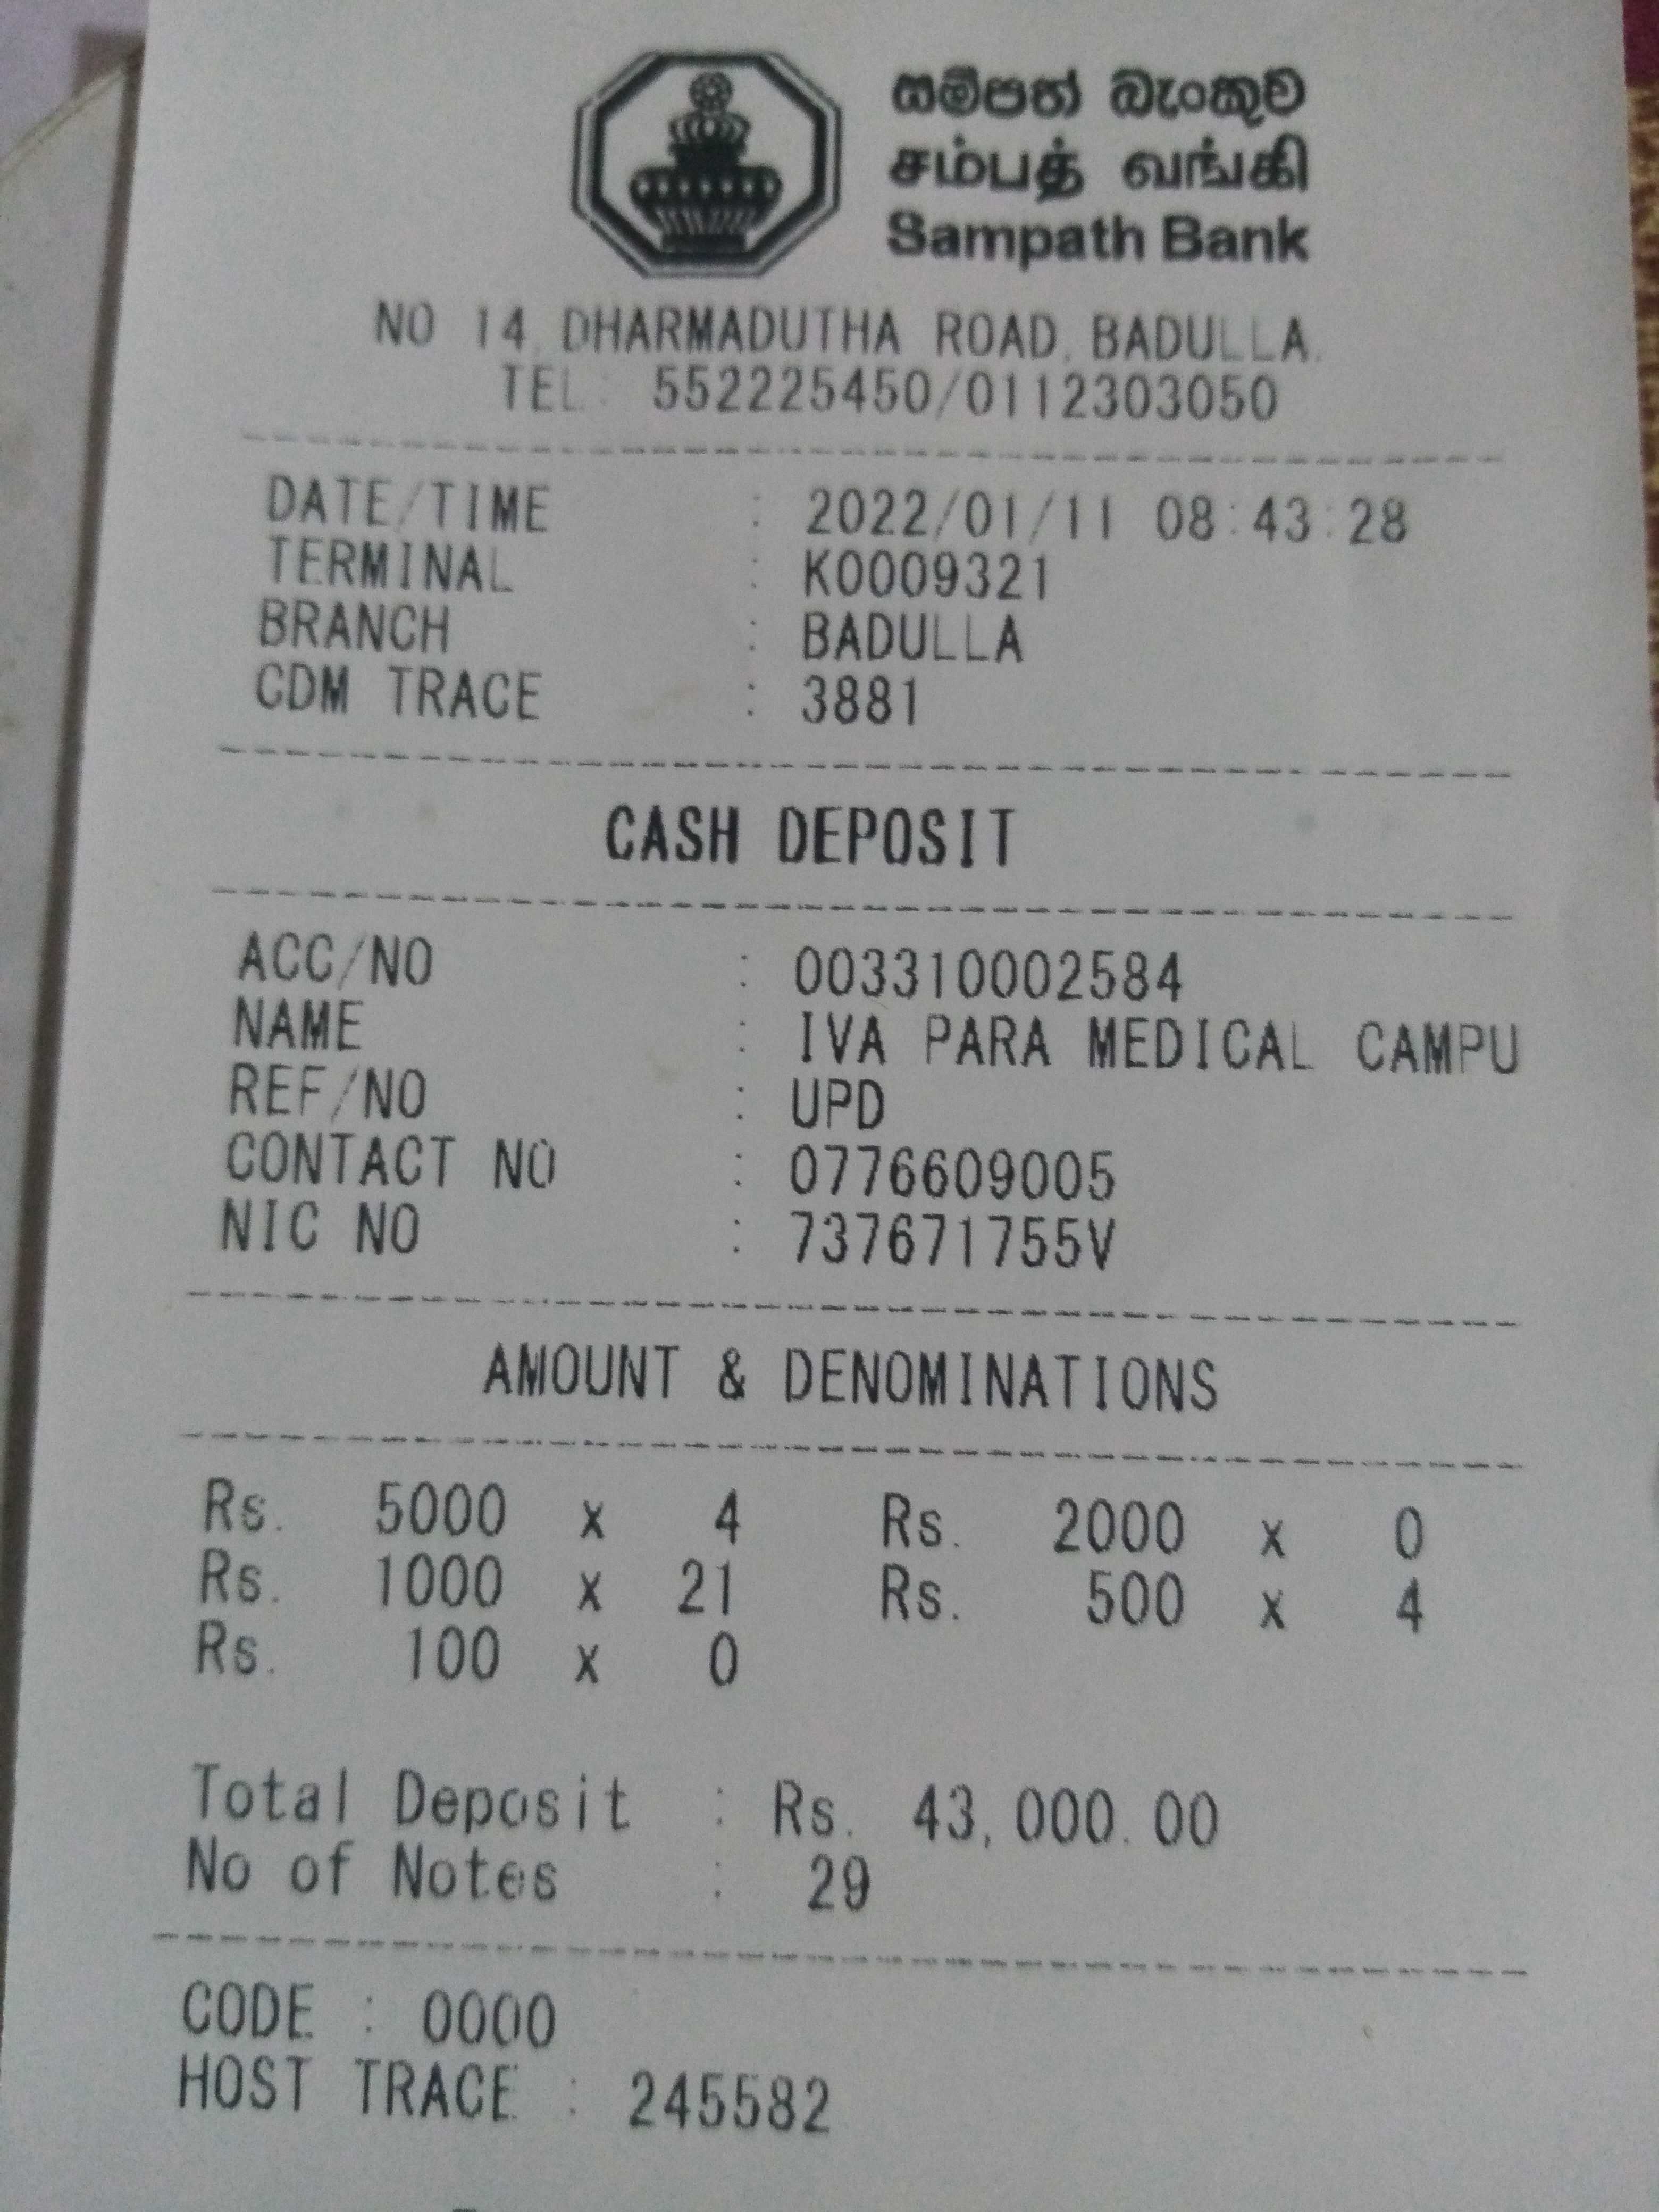 සම්පත් බැංකුව
சம்பத் வங்கி
Sampath Bank
NO 14, DHARMADUTHA ROAD, BADULLA.
TEL: 552225450/0112303050
DATE/TIME : 2022/01/11 08:43:28
TERMINAL : K0009321
BRANCH : BADULLA
CDM TRACE : 3881
CASH DEPOSIT
ACC/NO : 003310002584
NAME : IVA PARA MEDICAL CAMPU
REF/NO : UPD
CONTACT NO : 0776609005
NIC NO : 737671755V
AMOUNT & DENOMINATIONS
Rs. 5000 x 4 Rs. 2000 x 0
Rs. 1000 x 21 Rs. 500 x 4
Rs. 100 x 0
Total Deposit : Rs. 43,000.00
No of Notes : 29
CODE : 0000
HOST TRACE : 245582